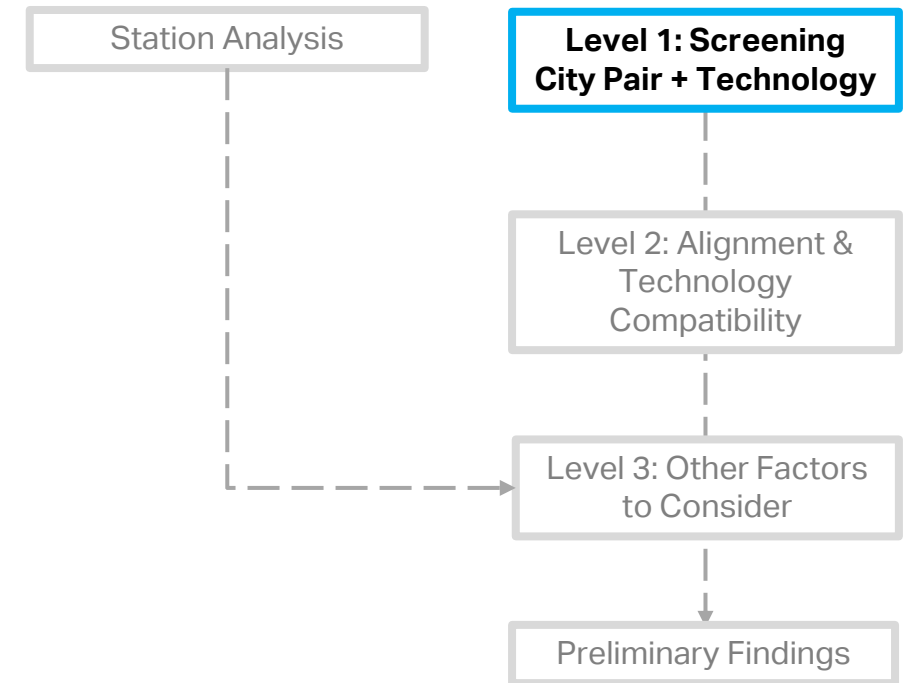 Station Analysis
Level 1: Screening
City Pair + Technology
Level 2: Alignment &
Technology
Compatibility
Level 3: Other Factors
to Consider
Preliminary Findings